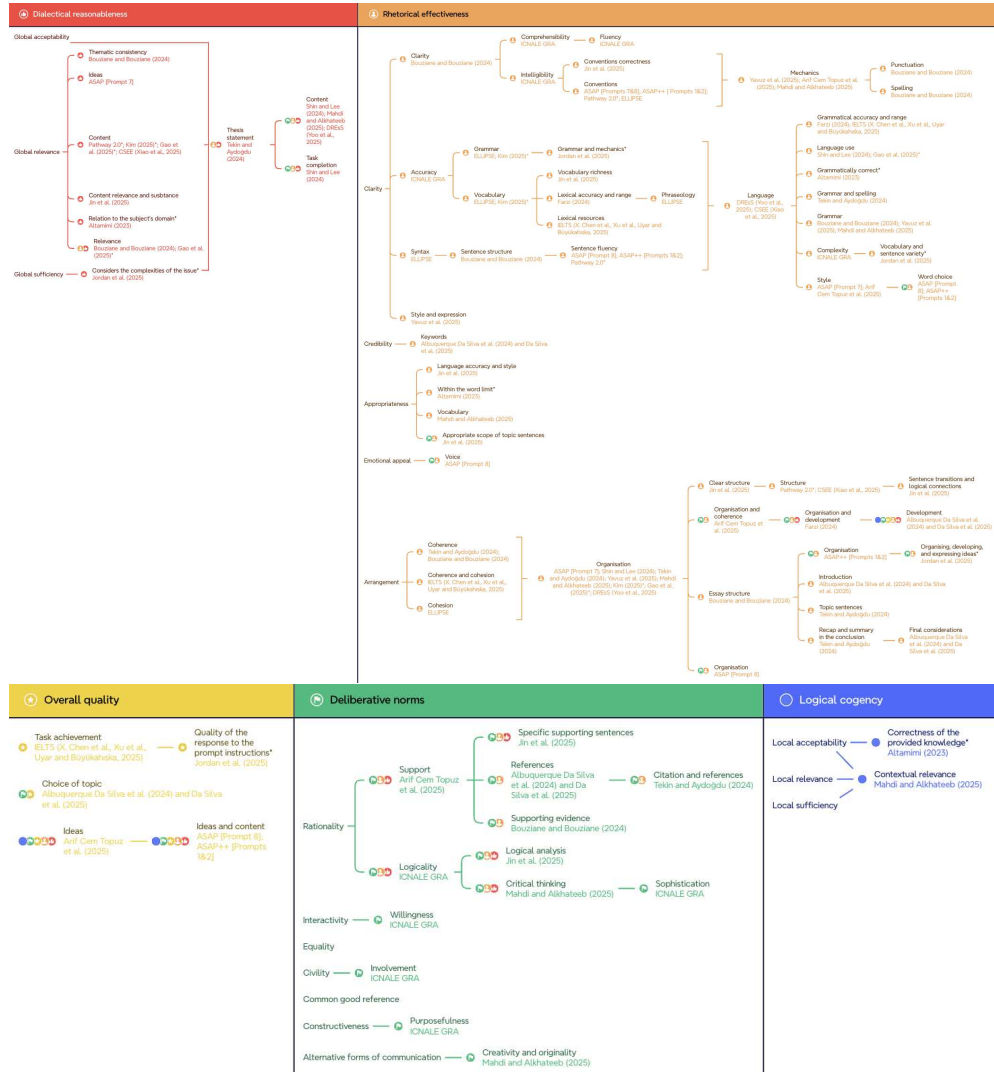 Dialectical reasonableness
Global acceptability
Thematic consistency
Bouziane and Bouziane (2024)
Ideas
ASAP [Prompt 7]
Global relevance
Content
Pathway 2.0*; Kim (2025)*; Gao et
al. (2025)*; CSEE (Xiao et al., 2025)
Content relevance and susbtance
Jin et al. (2025)
Relation to the subject's domain*
Altamimi (2023)
Relevance
Bouziane and Bouziane (2024), Gao et al.
(2025)*
Global sufficiency
Considers the complexities of the issue*
Jordan et al. (2025)
Thesis
statement
Tekin and
Aydoğdu
(2024)
Content
Shin and Lee
(2024); Mahdi
and Alkhateeb
(2025); DREsS
(Yoo et al.,
2025)
Task
completion
Shin and Lee
(2024)
Rhetorical effectiveness
Clarity
Clarity
Bouziane and Bouziane (2024)
Comprehensibility
ICNALE GRA
Fluency
ICNALE GRA
Intelligibility
ICNALE GRA
Conventions correctness
Jin et al. (2025)
Conventions
ASAP [Prompts 7&8]; ASAP++ [Prompts 1&2];
Pathway 2.0*; ELLIPSE
Accuracy
ICNALE GRA
Grammar
ELLIPSE; Kim (2025)*
Grammar and mechanics*
Jordan et al. (2025)
Vocabulary
ELLIPSE; Kim (2025)*
Vocabulary richness
Jin et al. (2025)
Lexical accuracy and range
Farzi (2024)
Phraseology
ELLIPSE
Lexical resources
IELTS (X. Chen et al., Xu et al., Uyar and
Büyükahıska, 2025)
Syntax
ELLIPSE
Sentence structure
Bouziane and Bouziane (2024)
Sentence fluency
ASAP [Prompt 8]; ASAP++ [Prompts 1&2];
Pathway 2.0*
Style and expression
Yavuz et al. (2025)
Mechanics
Yavuz et al. (2025); Arif Cem Topuz et al.
(2025); Mahdi and Alkhateeb (2025)
Punctuation
Bouziane and Bouziane (2024)
Spelling
Bouziane and Bouziane (2024)
Language
DREsS (Yoo et al.,
2025); CSEE (Xiao
et al., 2025)
Grammatical accuracy and range
Farzi (2024); IELTS (X. Chen et al., Xu et al., Uyar
and Büyükahıska, 2025)
Language use
Shin and Lee (2024); Gao et al. (2025)*
Grammatically correct*
Altamimi (2023)
Grammar and spelling
Tekin and Aydoğdu (2024)
Grammar
Bouziane and Bouziane (2024); Yavuz et al.
(2025); Mahdi and Alkhateeb (2025)
Complexity
ICNALE GRA
Vocabulary and
sentence variety*
Jordan et al. (2025)
Style
ASAP [Prompt 7]; Arif
Cem Topuz et al. (2025)
Word choice
ASAP [Prompt
8]; ASAP++
[Prompts 1&2]
Credibility
Keywords
Albuquerque Da Silva et al. (2024) and Da Silva
et al. (2025)
Appropriateness
Language accuracy and style
Jin et al. (2025)
Within the word limit*
Altamimi (2023)
Vocabulary
Mahdi and Alkhateeb (2025)
Appropriate scope of topic sentences
Jin et al. (2025)
Emotional appeal
Voice
ASAP [Prompt 8]
Arrangement
Coherence
Tekin and Aydoğdu (2024);
Bouziane and Bouziane (2024)
Coherence and cohesion
IELTS (X. Chen et al., Xu et al.,
Uyar and Büyükahıska, 2025)
Cohesion
ELLIPSE
Organisation
ASAP [Prompt 7]; Shin and Lee (2024); Tekin
and Aydoğdu (2024); Yavuz et al. (2025); Mahdi
and Alkhateeb (2025); Kim (2025)*, Gao et al.
(2025)*; DREsS (Yoo et al., 2025)
Clear structure
Jin et al. (2025)
Structure
Pathway 2.0*; CSEE (Xiao et al., 2025)
Sentence transitions and
logical connections
Jin et al. (2025)
Organisation and
coherence
Arif Cem Topuz et
al. (2025)
Organisation and
development
Farzi (2024)
Development
Albuquerque Da Silva et al.
(2024) and Da Silva et al. (2025)
Essay structure
Bouziane and Bouziane (2024)
Organisation
ASAP++ [Prompts 1&2]
Organising, developing,
and expressing ideas*
Jordan et al. (2025)
Introduction
Albuquerque Da Silva et al. (2024) and Da Silva
et al. (2025)
Topic sentences
Tekin and Aydoğdu (2024)
Recap and summary
in the conclusion
Tekin and Aydoğdu
(2024)
Final considerations
Albuquerque Da Silva
et al. (2024) and Da
Silva et al. (2025)
Organisation
ASAP [Prompt 8]
Overall quality
Task achievement
IELTS (X. Chen et al., Xu et al.,
Uyar and Büyükahıska, 2025)
Quality of the
response to the
prompt instructions*
Jordan et al. (2025)
Choice of topic
Albuquerque Da Silva et al. (2024) and Da Silva
et al. (2025)
Ideas
Arif Cem Topuz
et al. (2025)
Ideas and content
ASAP [Prompt 8];
ASAP++ [Prompts
1&2]
Deliberative norms
Rationality
Support
Arif Cem Topuz
et al. (2025)
Specific supporting sentences
Jin et al. (2025)
References
Albuquerque Da Silva
et al. (2024) and Da
Silva et al. (2025)
Citation and references
Tekin and Aydoğdu (2024)
Supporting evidence
Bouziane and Bouziane (2024)
Logicality
ICNALE GRA
Logical analysis
Jin et al. (2025)
Critical thinking
Mahdi and Alkhateeb (2025)
Sophistication
ICNALE GRA
Interactivity
Willingness
ICNALE GRA
Equality
Civility
Involvement
ICNALE GRA
Common good reference
Constructiveness
Purposefulness
ICNALE GRA
Alternative forms of communication
Creativity and originality
Mahdi and Alkhateeb (2025)
Logical cogency
Local acceptability
Correctness of the
provided knowledge*
Altamimi (2023)
Local relevance
Contextual relevance
Mahdi and Alkhateeb (2025)
Local sufficiency